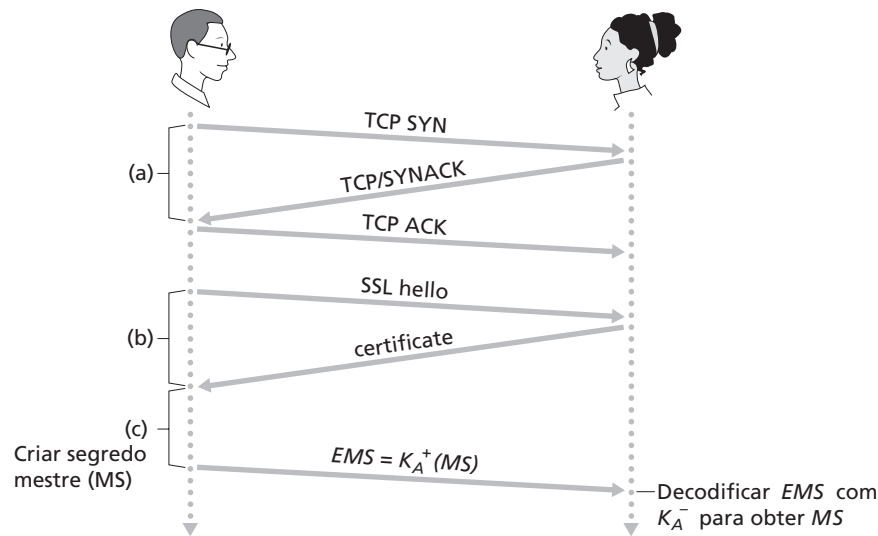 TCP SYN
(a)
TCP/SYNACK
TCP ACK
SSL hello
(b)
certificate
(c)
Criar segredo
mestre (MS)
EMS = K_A^+ (MS)
Decodificar EMS com
K_A^- para obter MS